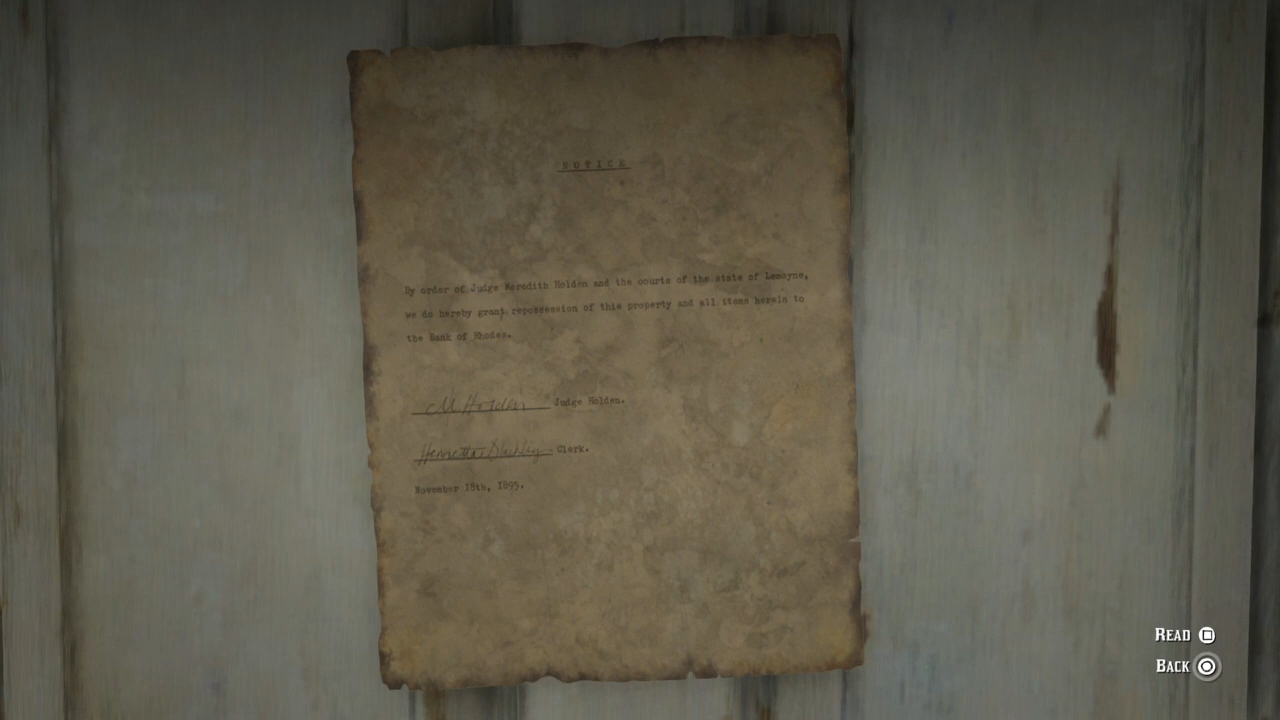 NOTICE
By order of Judge Meredith Holden and the courts of the state of Lemoyne,
we do hereby grant repossession of this property and all items herein to
the Bank of Rhodes.
M Holden Judge Holden.
Henrietta Clerk.
November 18th, 1895.
READ
BACK